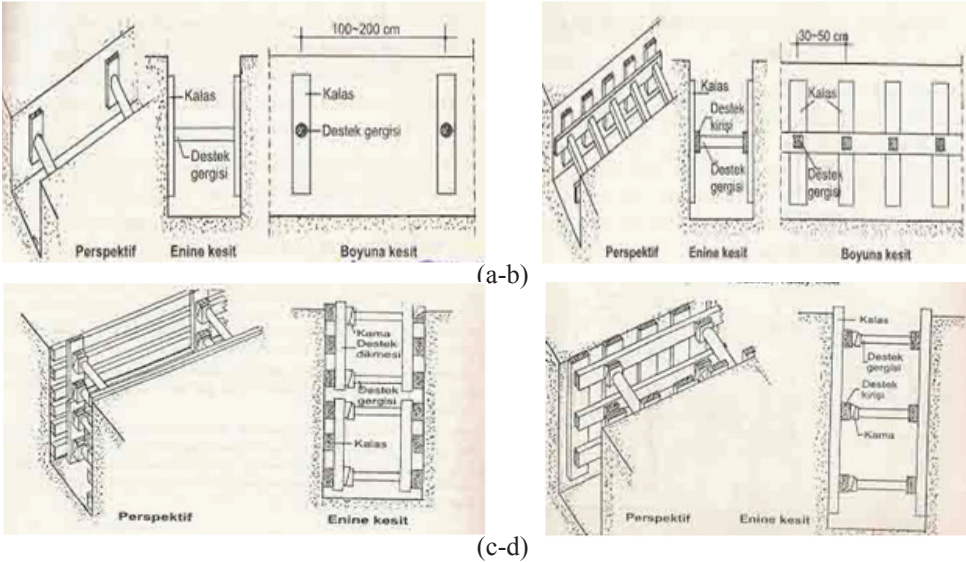 Kalas
Destek
gergisi
Perspektif
Enine kesit
100~200 cm
Kalas
Destek gergisi
Boyuna kesit
Kalas
Destek
kirişi
Destek
gergisi
Perspektif
Enine kesit
30~50 cm
Kalas
Destek
gergisi
Boyuna kesit
(a-b)
Kama
Destek
dikmesi
Destek
gergisi
Kalas
Perspektif
Enine kesit
Kalas
Destek
gergisi
Destek
kirişi
Kama
Perspektif
Enine kesit
(c-d)